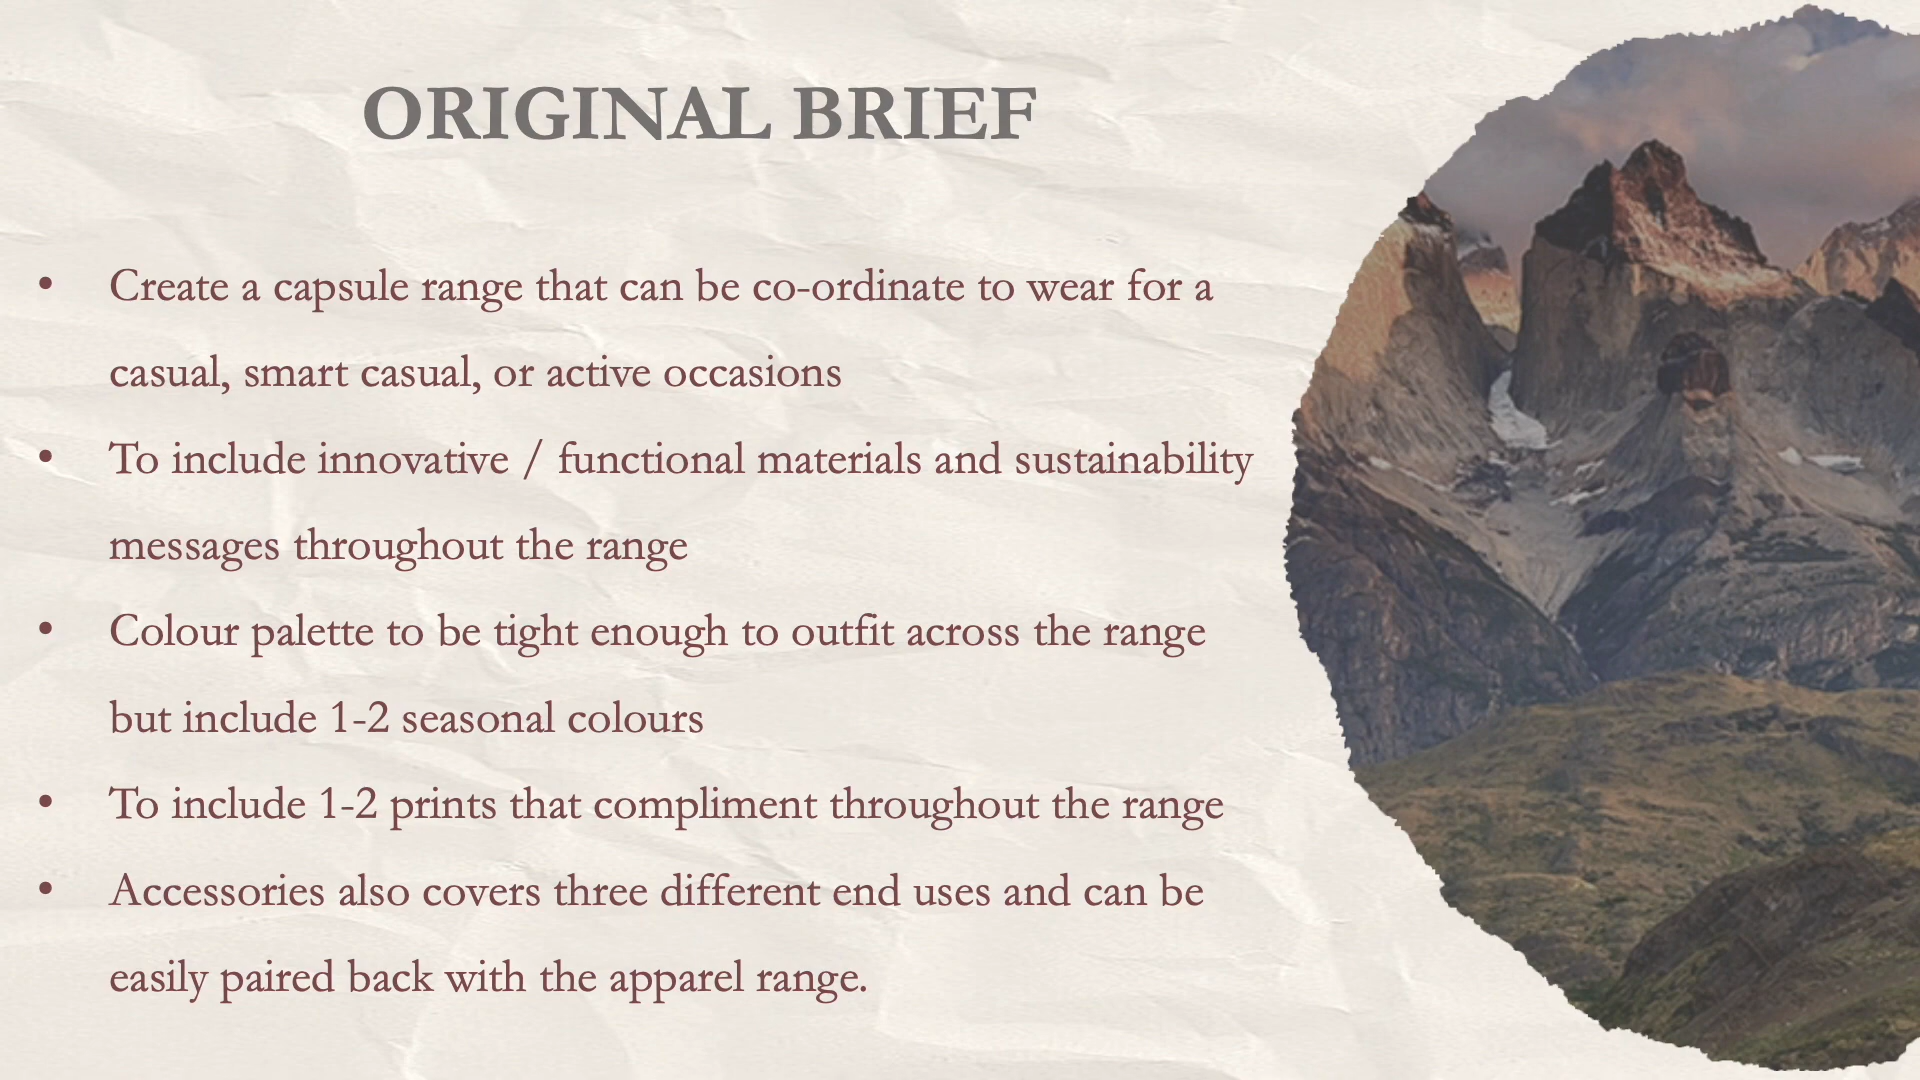 ORIGINAL BRIEF
• Create a capsule range that can be co-ordinate to wear for a
casual, smart casual, or active occasions
• To include innovative / functional materials and sustainability
messages throughout the range
• Colour palette to be tight enough to outfit across the range
but include 1-2 seasonal colours
• To include 1-2 prints that compliment throughout the range
• Accessories also covers three different end uses and can be
easily paired back with the apparel range.